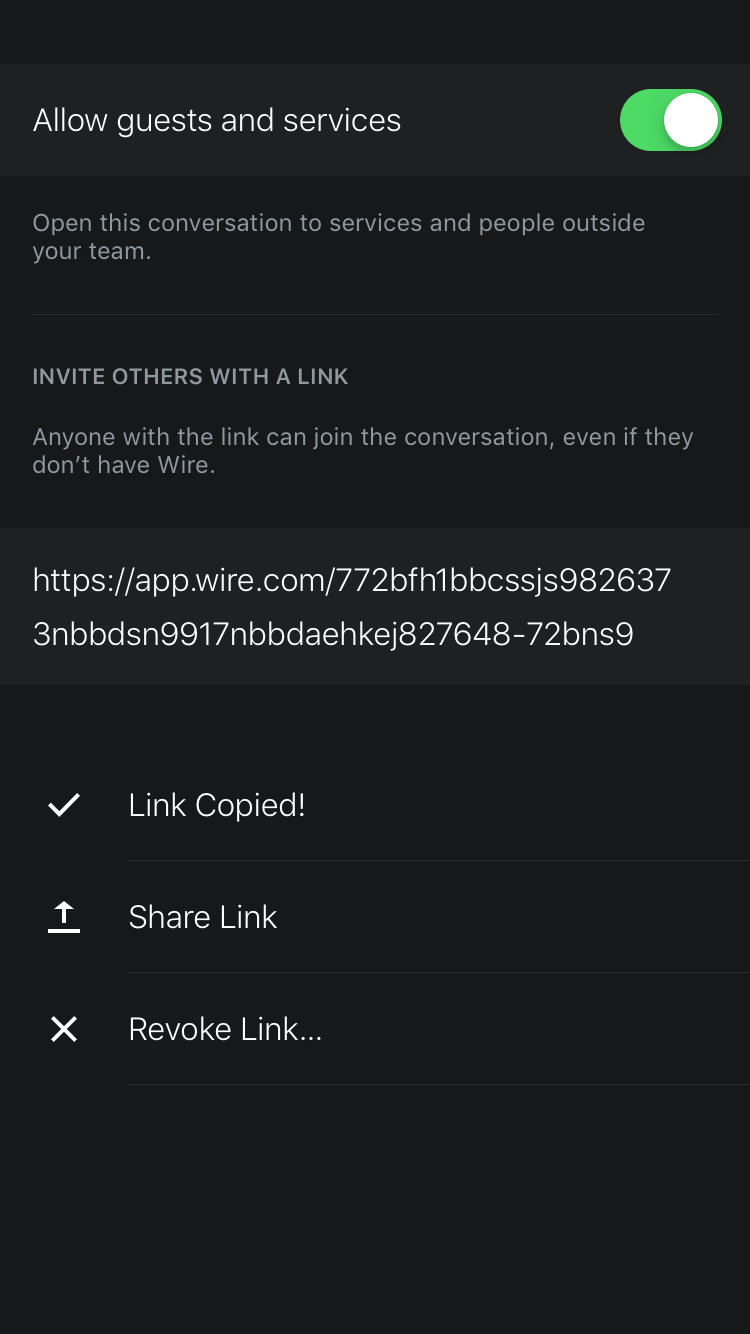 Allow guests and services
Open this conversation to services and people outside
your team.
INVITE OTHERS WITH A LINK
Anyone with the link can join the conversation, even if they
don’t have Wire.
https://app.wire.com/772bfh1bbcssjs982637
3nbbdsn9917nbbdaehkej827648-72bns9
Link Copied!
Share Link
Revoke Link...